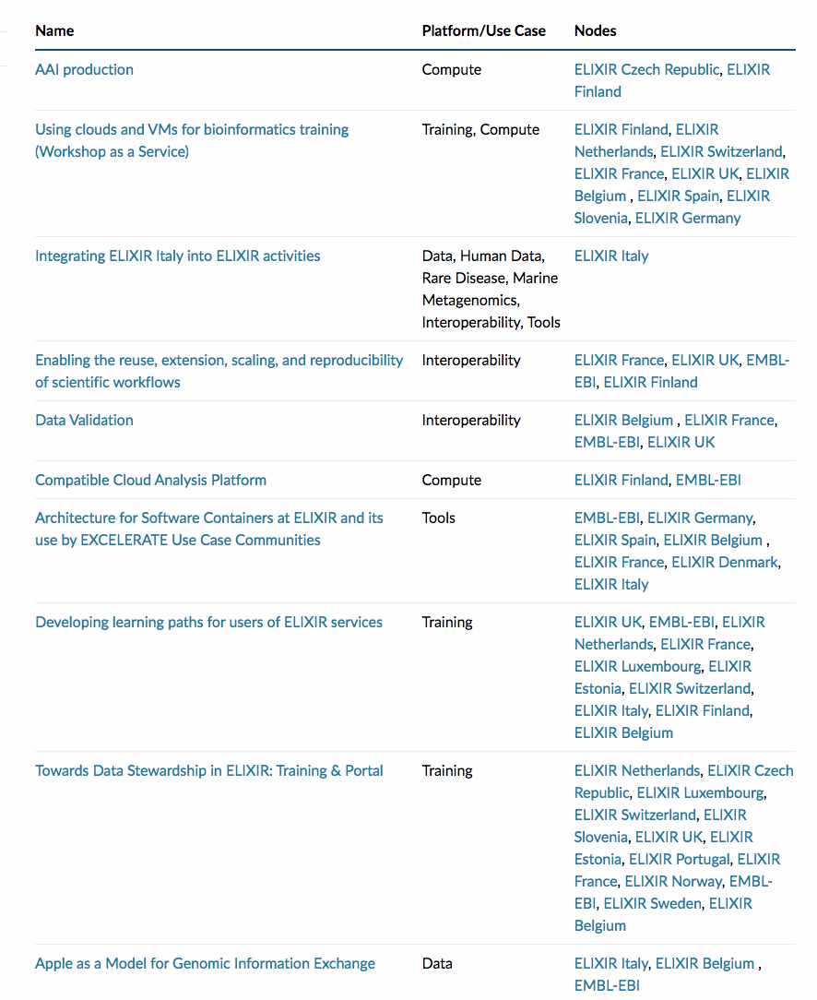 Name Platform/Use Case Nodes
AAI production Compute ELIXIR Czech Republic, ELIXIR
Finland
Using clouds and VMs for bioinformatics training Training, Compute ELIXIR Finland, ELIXIR
(Workshop as a Service) Netherlands, ELIXIR Switzerland,
ELIXIR France, ELIXIR UK, ELIXIR
Belgium , ELIXIR Spain, ELIXIR
Slovenia, ELIXIR Germany
Integrating ELIXIR Italy into ELIXIR activities Data, Human Data, ELIXIR Italy
Rare Disease, Marine
Metagenomics,
Interoperability, Tools
Enabling the reuse, extension, scaling, and reproducibility Interoperability ELIXIR France, ELIXIR UK, EMBL-
of scientific workflows EBI, ELIXIR Finland
Data Validation Interoperability ELIXIR Belgium , ELIXIR France,
EMBL-EBI, ELIXIR UK
Compatible Cloud Analysis Platform Compute ELIXIR Finland, EMBL-EBI
Architecture for Software Containers at ELIXIR and its Tools EMBL-EBI, ELIXIR Germany,
use by EXCELERATE Use Case Communities ELIXIR Spain, ELIXIR Belgium ,
ELIXIR France, ELIXIR Denmark,
ELIXIR Italy
Developing learning paths for users of ELIXIR services Training ELIXIR UK, EMBL-EBI, ELIXIR
Netherlands, ELIXIR France,
ELIXIR Luxembourg, ELIXIR
Estonia, ELIXIR Switzerland,
ELIXIR Italy, ELIXIR Finland,
ELIXIR Belgium
Towards Data Stewardship in ELIXIR: Training & Portal Training ELIXIR Netherlands, ELIXIR Czech
Republic, ELIXIR Luxembourg,
ELIXIR Switzerland, ELIXIR
Slovenia, ELIXIR UK, ELIXIR
Estonia, ELIXIR Portugal, ELIXIR
France, ELIXIR Norway, EMBL-
EBI, ELIXIR Sweden, ELIXIR
Belgium
Apple as a Model for Genomic Information Exchange Data ELIXIR Italy, ELIXIR Belgium ,
EMBL-EBI